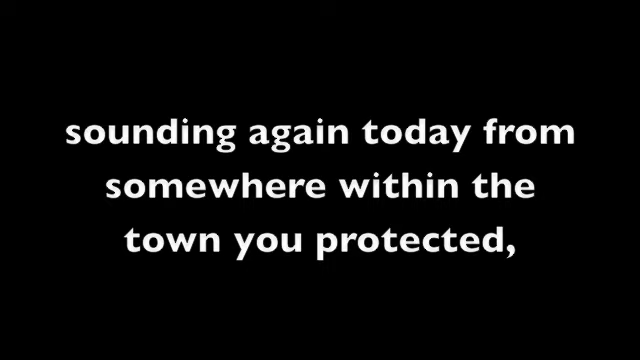 sounding again today from
somewhere within the
town you protected,